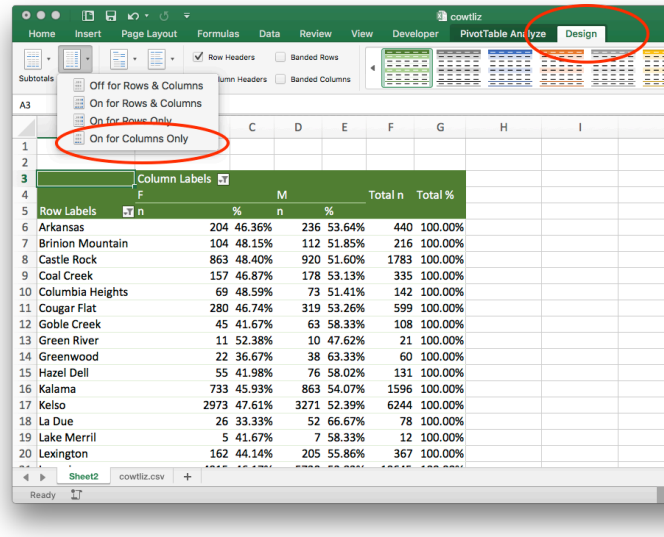 cowtliz
Home Insert Page Layout Formulas Data Review View Developer PivotTable Analyze Design
Subtotals
Row Headers Banded Rows
umn Headers Banded Columns
Off for Rows & Columns
On for Rows & Columns
On for Rows Only
On for Columns Only
A3
C D E F G H I
1
2
3 Column Labels
4 F M Total n Total %
5 Row Labels n % n %
6 Arkansas 204 46.36% 236 53.64% 440 100.00%
7 Brinion Mountain 104 48.15% 112 51.85% 216 100.00%
8 Castle Rock 863 48.40% 920 51.60% 1783 100.00%
9 Coal Creek 157 46.87% 178 53.13% 335 100.00%
10 Columbia Heights 69 48.59% 73 51.41% 142 100.00%
11 Cougar Flat 280 46.74% 319 53.26% 599 100.00%
12 Goble Creek 45 41.67% 63 58.33% 108 100.00%
13 Green River 11 52.38% 10 47.62% 21 100.00%
14 Greenwood 22 36.67% 38 63.33% 60 100.00%
15 Hazel Dell 55 41.98% 76 58.02% 131 100.00%
16 Kalama 733 45.93% 863 54.07% 1596 100.00%
17 Kelso 2973 47.61% 3271 52.39% 6244 100.00%
18 La Due 26 33.33% 52 66.67% 78 100.00%
19 Lake Merril 5 41.67% 7 58.33% 12 100.00%
20 Lexington 162 44.14% 205 55.86% 367 100.00%
Sheet2 cowtliz.csv +
Ready